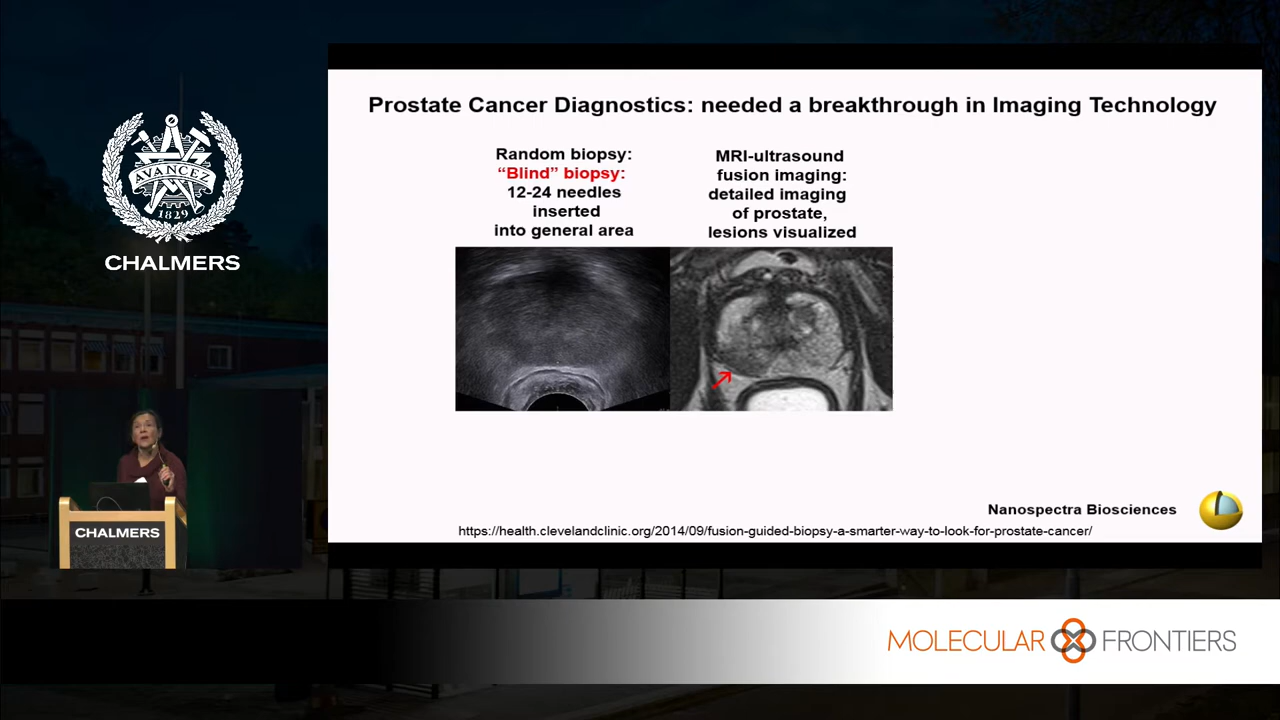 AVANCEZ
1829
CHALMERS
CHALMERS
Prostate Cancer Diagnostics: needed a breakthrough in Imaging Technology
Random biopsy:
“Blind” biopsy:
12-24 needles
inserted
into general area
MRI-ultrasound
fusion imaging:
detailed imaging
of prostate,
lesions visualized
Nanospectra Biosciences
https://health.clevelandclinic.org/2014/09/fusion-guided-biopsy-a-smarter-way-to-look-for-prostate-cancer/
MOLECULAR FRONTIERS